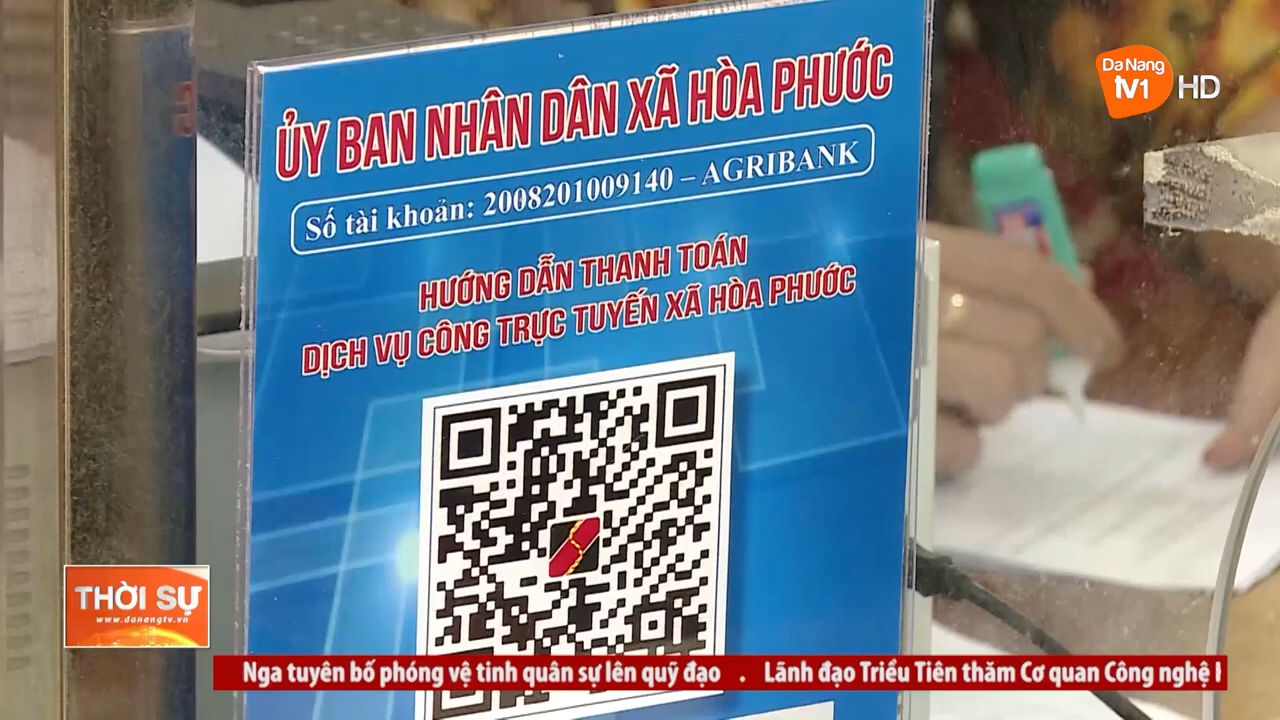 Da Nang
TV1 HD
ỦY BAN NHÂN DÂN XÃ HÒA PHƯỚC
Số tài khoản: 2008201009140 – AGRIBANK
HƯỚNG DẪN THANH TOÁN
DỊCH VỤ CÔNG TRỰC TUYẾN XÃ HÒA PHƯỚC
THỜI SỰ
www.danangtv.vn
Nga tuyên bố phóng vệ tinh quân sự lên quỹ đạo . Lãnh đạo Triều Tiên thăm Cơ quan Công nghệ